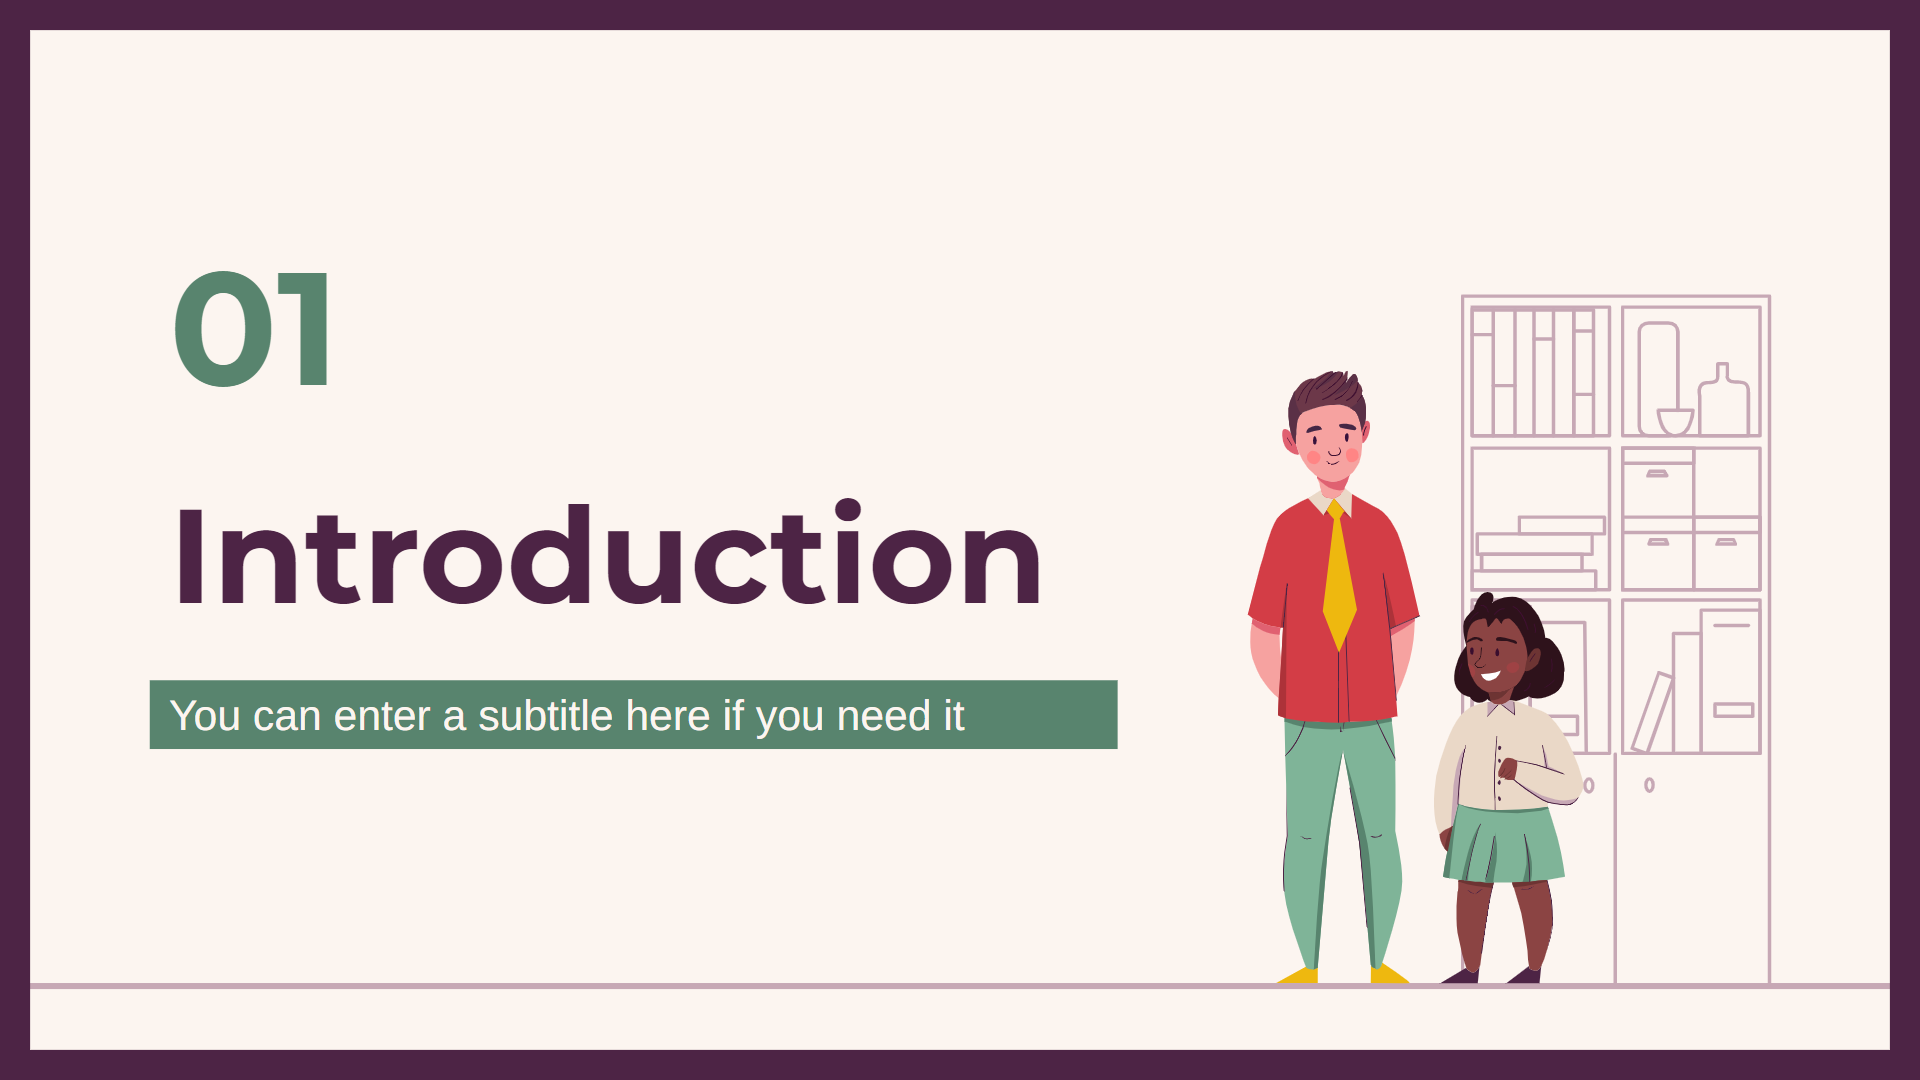 01
Introduction
You can enter a subtitle here if you need it